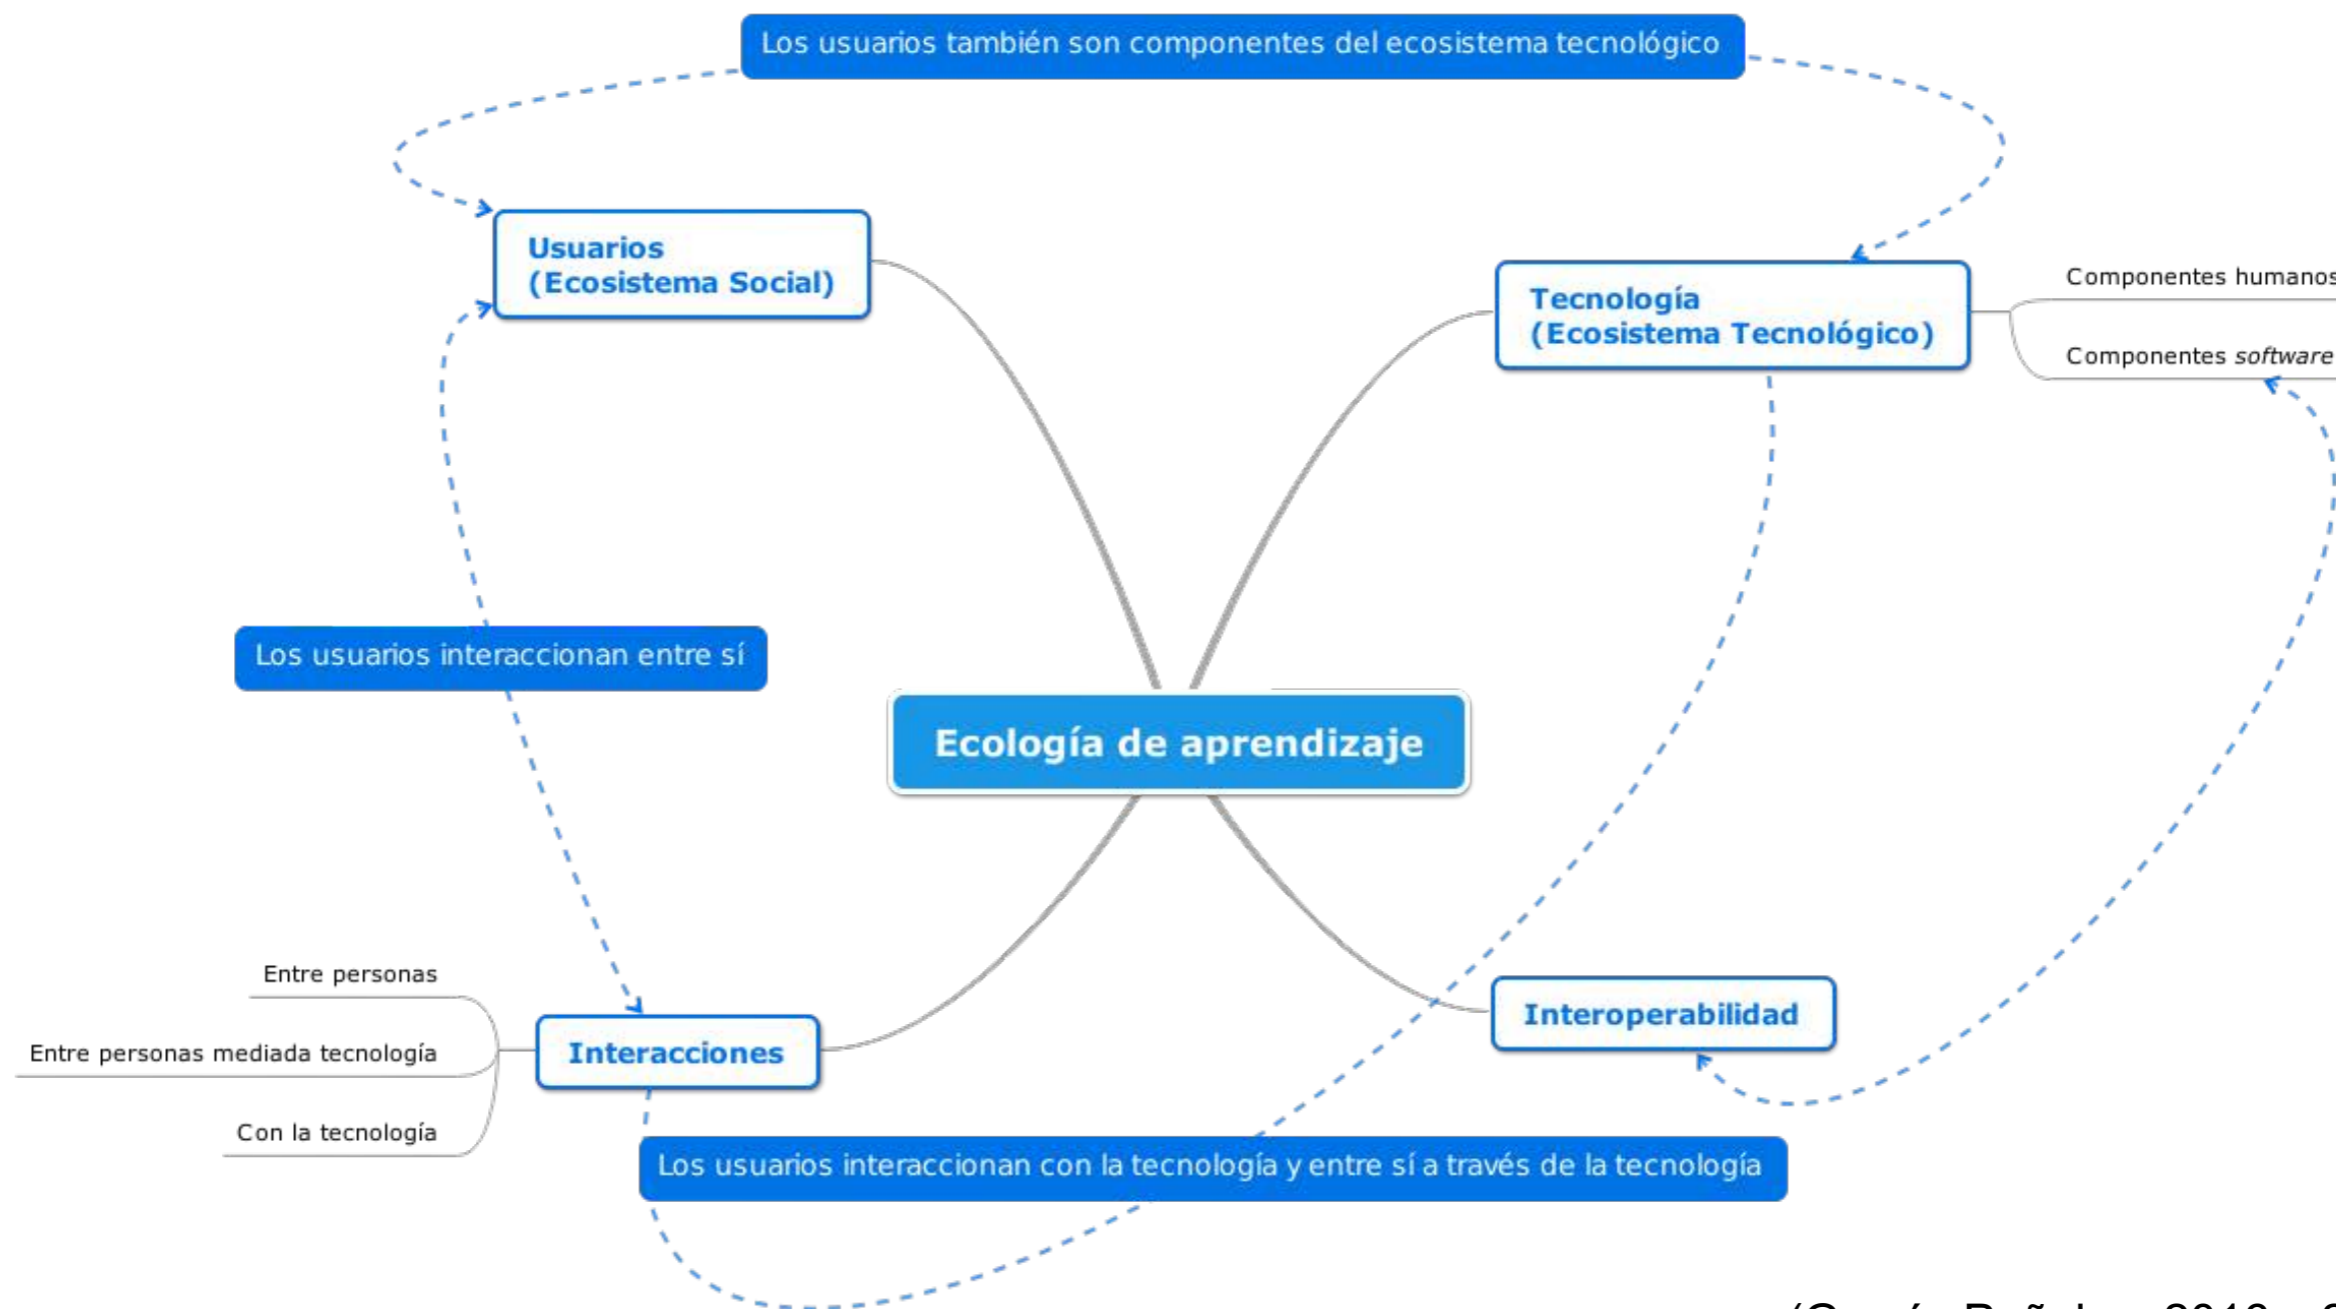 Los usuarios también son componentes del ecosistema tecnológico
Usuarios
(Ecosistema Social)
Tecnología
(Ecosistema Tecnológico)
Componentes humanos
Componentes software
Los usuarios interaccionan entre sí
Ecología de aprendizaje
Entre personas
Entre personas mediada tecnología
Con la tecnología
Interacciones
Interoperabilidad
Los usuarios interaccionan con la tecnología y entre sí a través de la tecnología